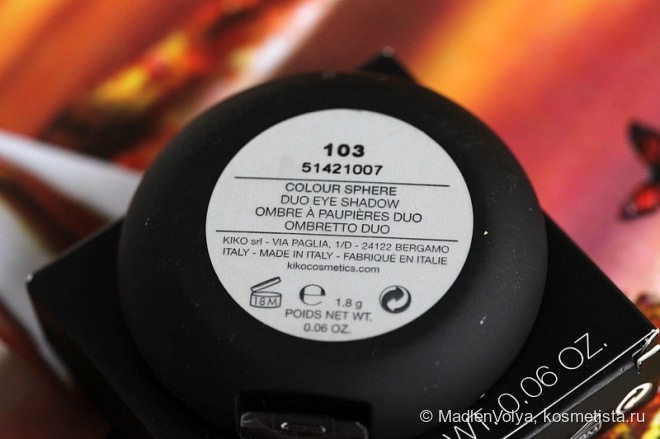 103
51421007
COLOUR SPHERE
DUO EYE SHADOW
OMBRE À PAUPIÈRES DUO
OMBRETTO DUO
KIKO srl - VIA PAGLIA, 1/D - 24122 BERGAMO
ITALY - MADE IN ITALY - FABRIQUÉ EN ITALIE
kikocosmetics.com
18M e 1.8 g
POIDS NET WT.
0.06 OZ.
0.06 OZ.
© MadlenVolya, kosmetista.ru